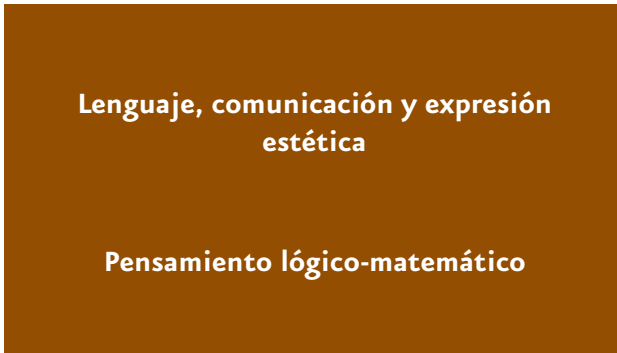 Lenguaje, comunicación y expresión
estética
Pensamiento lógico-matemático